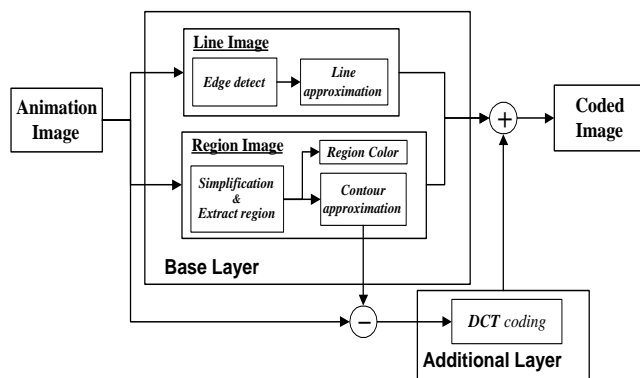 Line Image
Edge detect
Line
approximation
Animation
Image
+
Coded
Image
Region Image
Region Color
Simplification
&
Extract region
Contour
approximation
Base Layer
−
DCT coding
Additional Layer